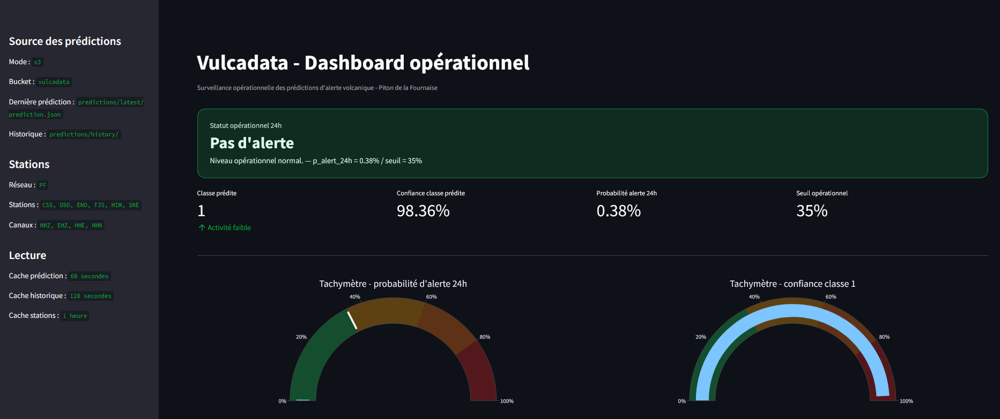 Source des prédictions
Mode : s3
Bucket : vulcadata
Dernière prédiction : predictions/latest/
prediction.json
Historique : predictions/history/
Stations
Réseau : PF
Stations : CSS, DSO, ENO, FJS, HIM, SNE
Canaux : HHZ, EHZ, HHE, HHN
Lecture
Cache prédiction : 60 secondes
Cache historique : 120 secondes
Cache stations : 1 heure
Vulcadata - Dashboard opérationnel
Surveillance opérationnelle des prédictions d'alerte volcanique - Piton de la Fournaise
Statut opérationnel 24h
Pas d'alerte
Niveau opérationnel normal. — p_alert_24h = 0.38% / seuil = 35%
Classe prédite
1
↑ Activité faible
Confiance classe prédite
98.36%
Probabilité alerte 24h
0.38%
Seuil opérationnel
35%
Tachymètre - probabilité d'alerte 24h
0%
20%
40%
60%
80%
100%
Tachymètre - confiance classe 1
0%
20%
40%
60%
80%
100%